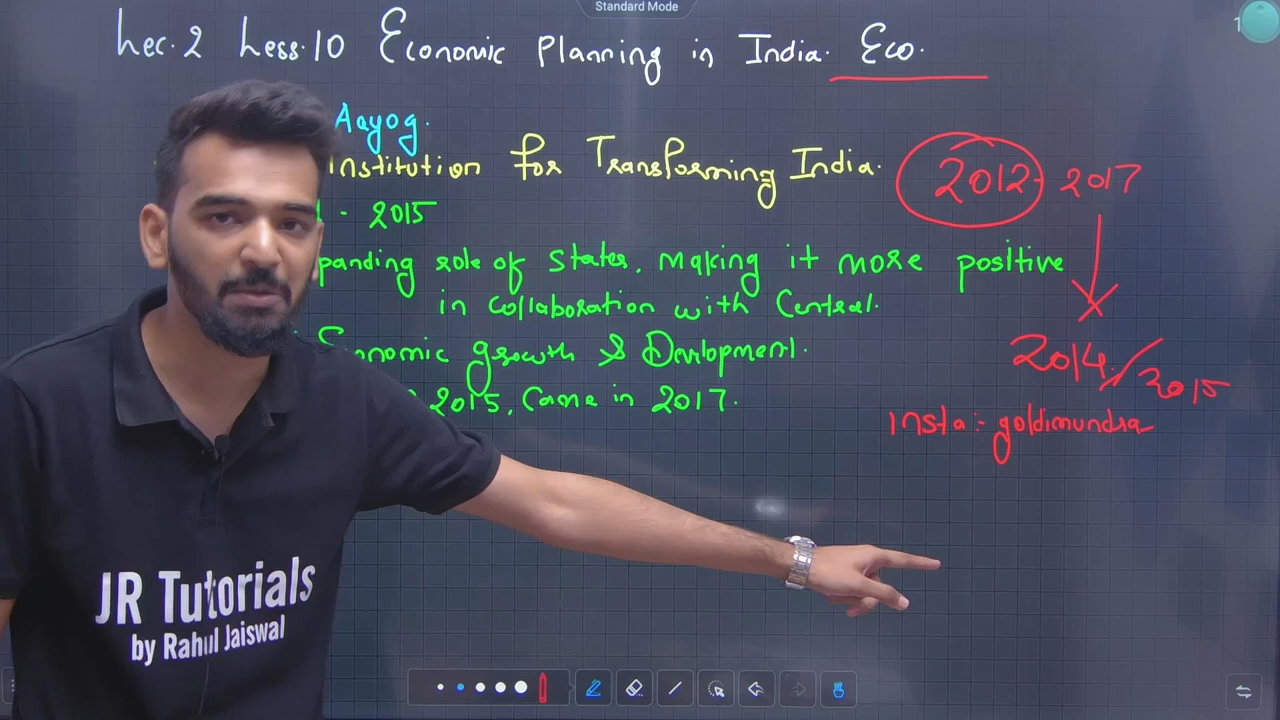 Standard Mode
Lec.2 Less.10 Economic Planning in India. Eco.
Aayog.
Institution for Transforming India.
2012- 2017
- 2015
panding role of states, making it more positive
in collaboration with Central.
2014/2015
Economic growth & Devlopment.
2015, Came in 2017.
Insta:- goldimundra
JR Tutorials
by Rahul Jaiswal